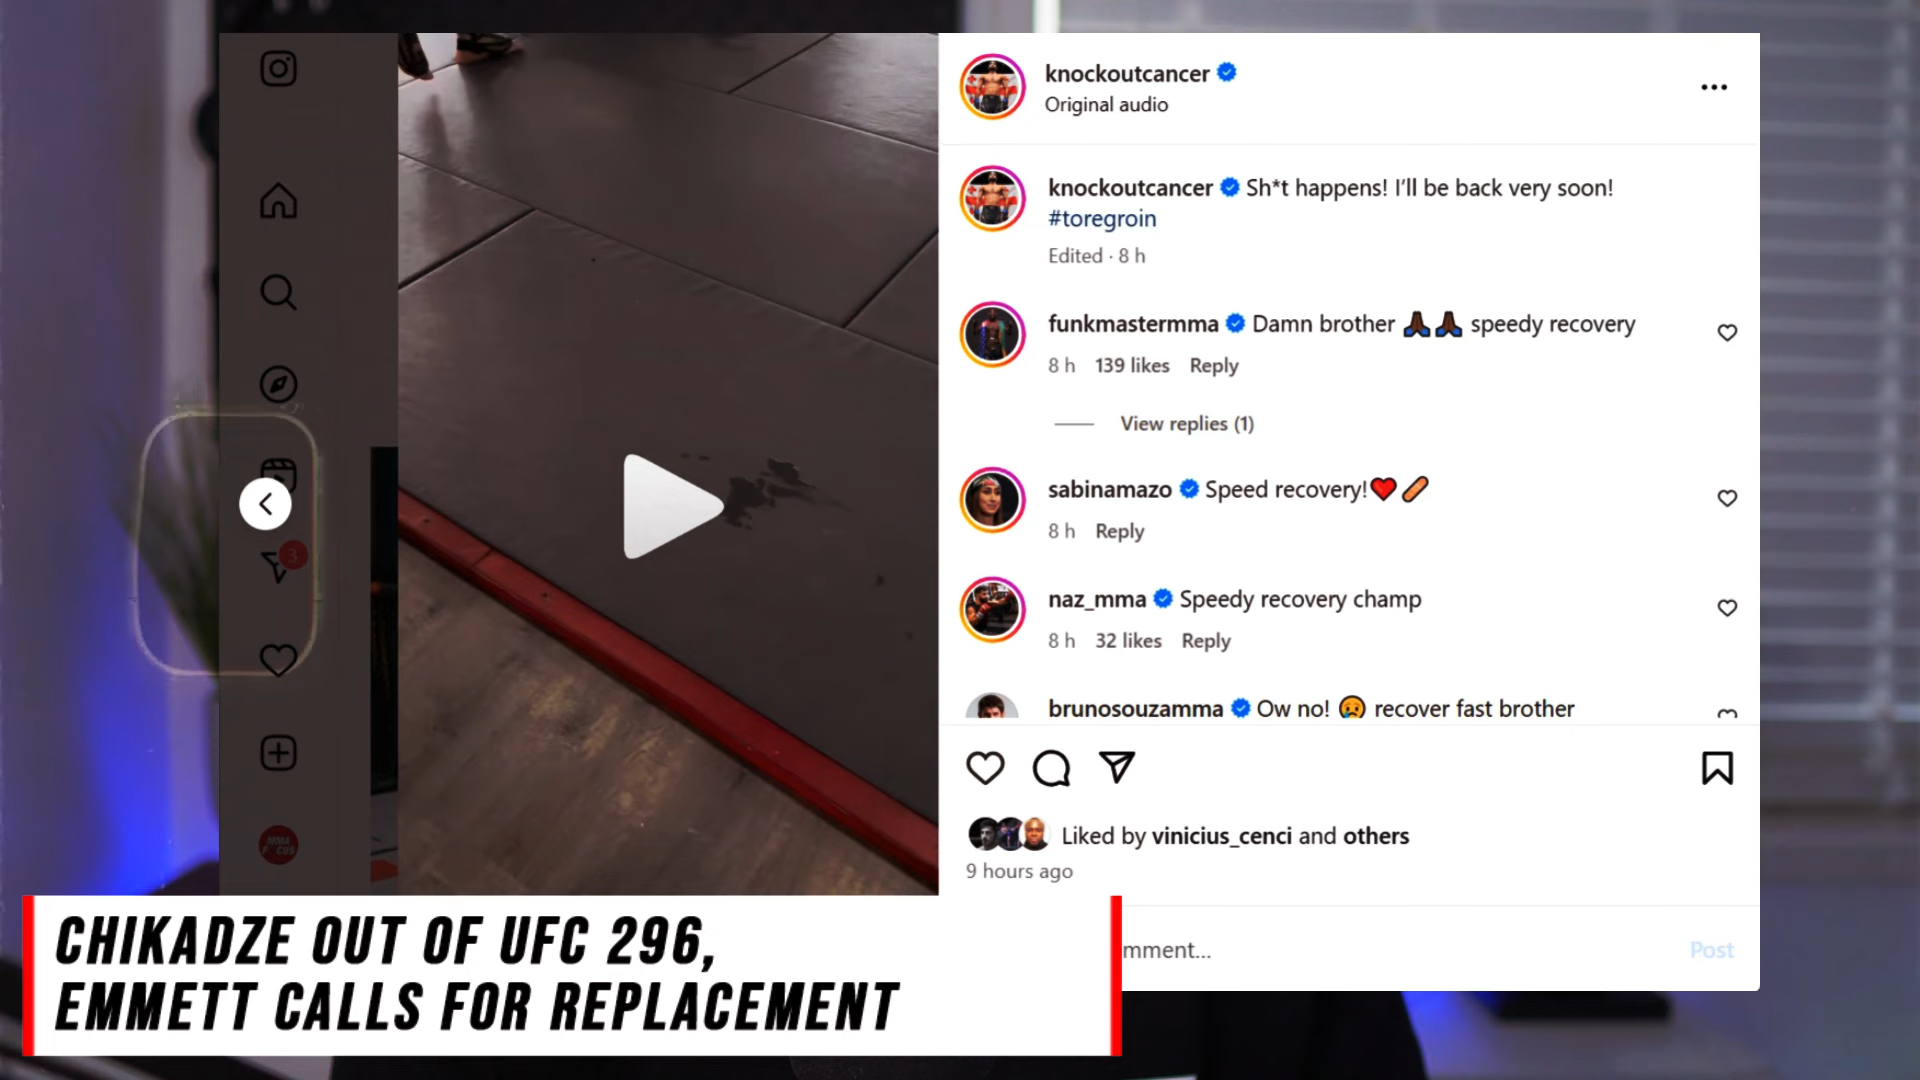 knockoutcancer
Original audio
knockoutcancer Sh*t happens! I'll be back very soon!
#toregroin
Edited · 8 h
funkmastermma Damn brother 🙏🏿🙏🏿 speedy recovery
8 h 139 likes Reply
View replies (1)
sabinamazo Speed recovery!❤️🩹
8 h Reply
naz_mma Speedy recovery champ
8 h 32 likes Reply
brunosouzamma Ow no! 😥 recover fast brother
3
MMA
FOCUS
Liked by vinicius_cenci and others
9 hours ago
mment...
Post
CHIKADZE OUT OF UFC 296,
EMMETT CALLS FOR REPLACEMENT